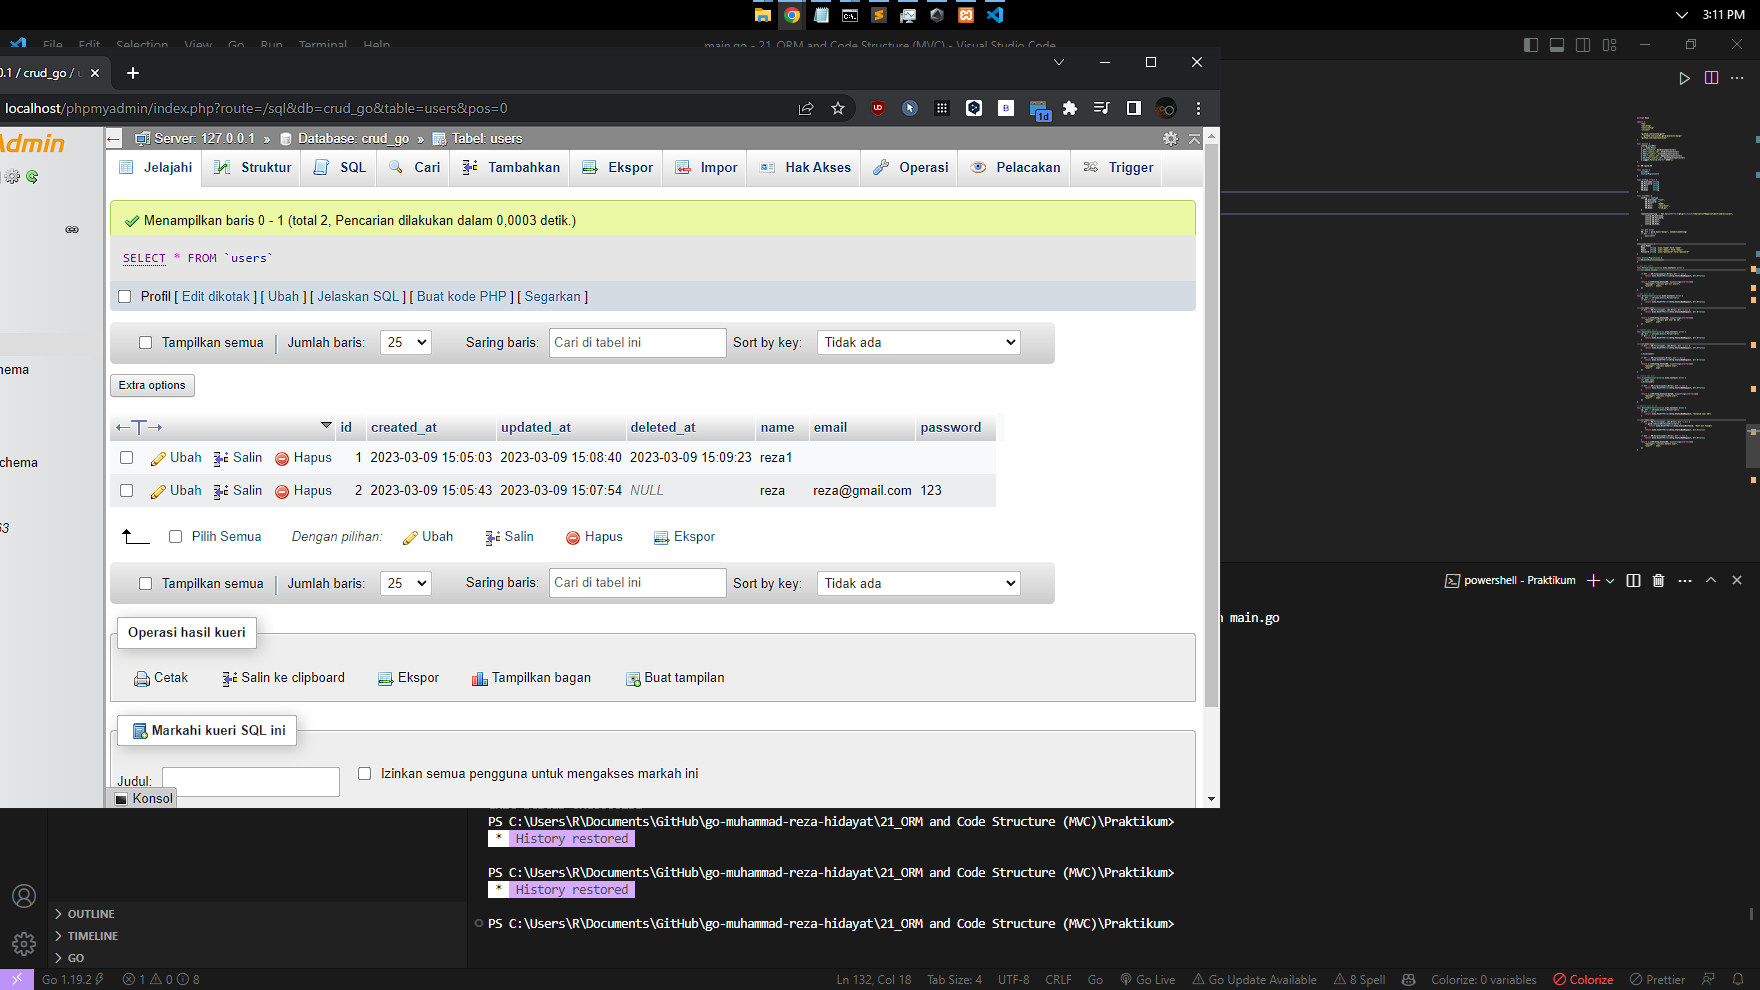 3:11 PM
File Edit Selection View Go Run Terminal Help
main.go - 21_ORM and Code Structure (MVC) - Visual Studio Code
0.1 / crud_go / u
localhost/phpmyadmin/index.php?route=/sql&db=crud_go&table=users&pos=0
1d
Admin
Server: 127.0.0.1 » Database: crud_go » Tabel: users
Jelajahi Struktur SQL Cari Tambahkan Ekspor Impor Hak Akses Operasi Pelacakan Trigger
Menampilkan baris 0 - 1 (total 2, Pencarian dilakukan dalam 0,0003 detik.)
SELECT * FROM `users`
Profil [ Edit dikotak ] [ Ubah ] [ Jelaskan SQL ] [ Buat kode PHP ] [ Segarkan ]
Tampilkan semua Jumlah baris: 25 Saring baris: Cari di tabel ini Sort by key: Tidak ada
hema
Extra options
id created_at updated_at deleted_at name email password
Ubah Salin Hapus 1 2023-03-09 15:05:03 2023-03-09 15:08:40 2023-03-09 15:09:23 reza1
chema
Ubah Salin Hapus 2 2023-03-09 15:05:43 2023-03-09 15:07:54 NULL reza reza@gmail.com 123
63
Pilih Semua Dengan pilihan: Ubah Salin Hapus Ekspor
Tampilkan semua Jumlah baris: 25 Saring baris: Cari di tabel ini Sort by key: Tidak ada
powershell - Praktikum
Operasi hasil kueri
n main.go
Cetak Salin ke clipboard Ekspor Tampilkan bagan Buat tampilan
Markahi kueri SQL ini
Judul: Izinkan semua pengguna untuk mengakses markah ini
Konsol
PS C:\Users\R\Documents\GitHub\go-muhammad-reza-hidayat\21_ORM and Code Structure (MVC)\Praktikum>
* History restored
PS C:\Users\R\Documents\GitHub\go-muhammad-reza-hidayat\21_ORM and Code Structure (MVC)\Praktikum>
* History restored
PS C:\Users\R\Documents\GitHub\go-muhammad-reza-hidayat\21_ORM and Code Structure (MVC)\Praktikum>
OUTLINE
TIMELINE
GO
Go 1.19.2 1 0 8 Ln 132, Col 18 Tab Size: 4 UTF-8 CRLF Go Go Live Go Update Available 8 Spell Colorize: 0 variables Colorize Prettier